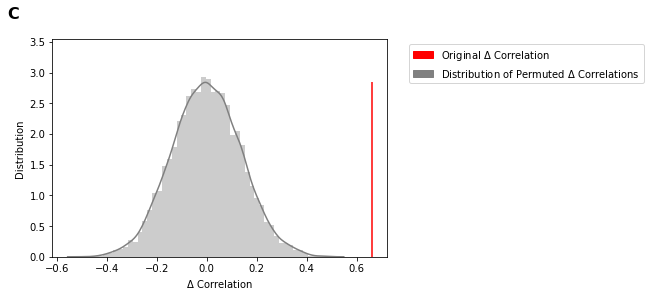 C
Original Δ Correlation
Distribution of Permuted Δ Correlations
Distribution
3.5
3.0
2.5
2.0
1.5
1.0
0.5
0.0
−0.6 −0.4 −0.2 0.0 0.2 0.4 0.6
Δ Correlation